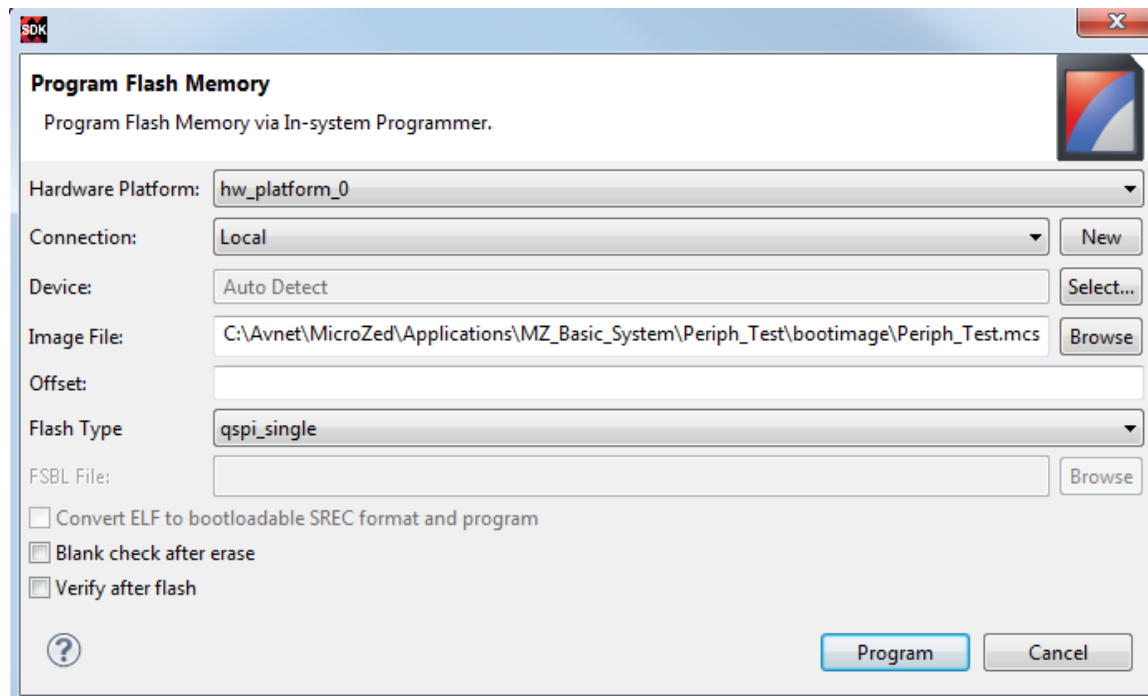 SDK
X
Program Flash Memory
Program Flash Memory via In-system Programmer.
Hardware Platform: hw_platform_0
Connection: Local New
Device: Auto Detect Select...
Image File: C:\Avnet\MicroZed\Applications\MZ_Basic_System\Periph_Test\bootimage\Periph_Test.mcs Browse
Offset:
Flash Type qspi_single
FSBL File: Browse
Convert ELF to bootloadable SREC format and program
Blank check after erase
Verify after flash
? Program Cancel